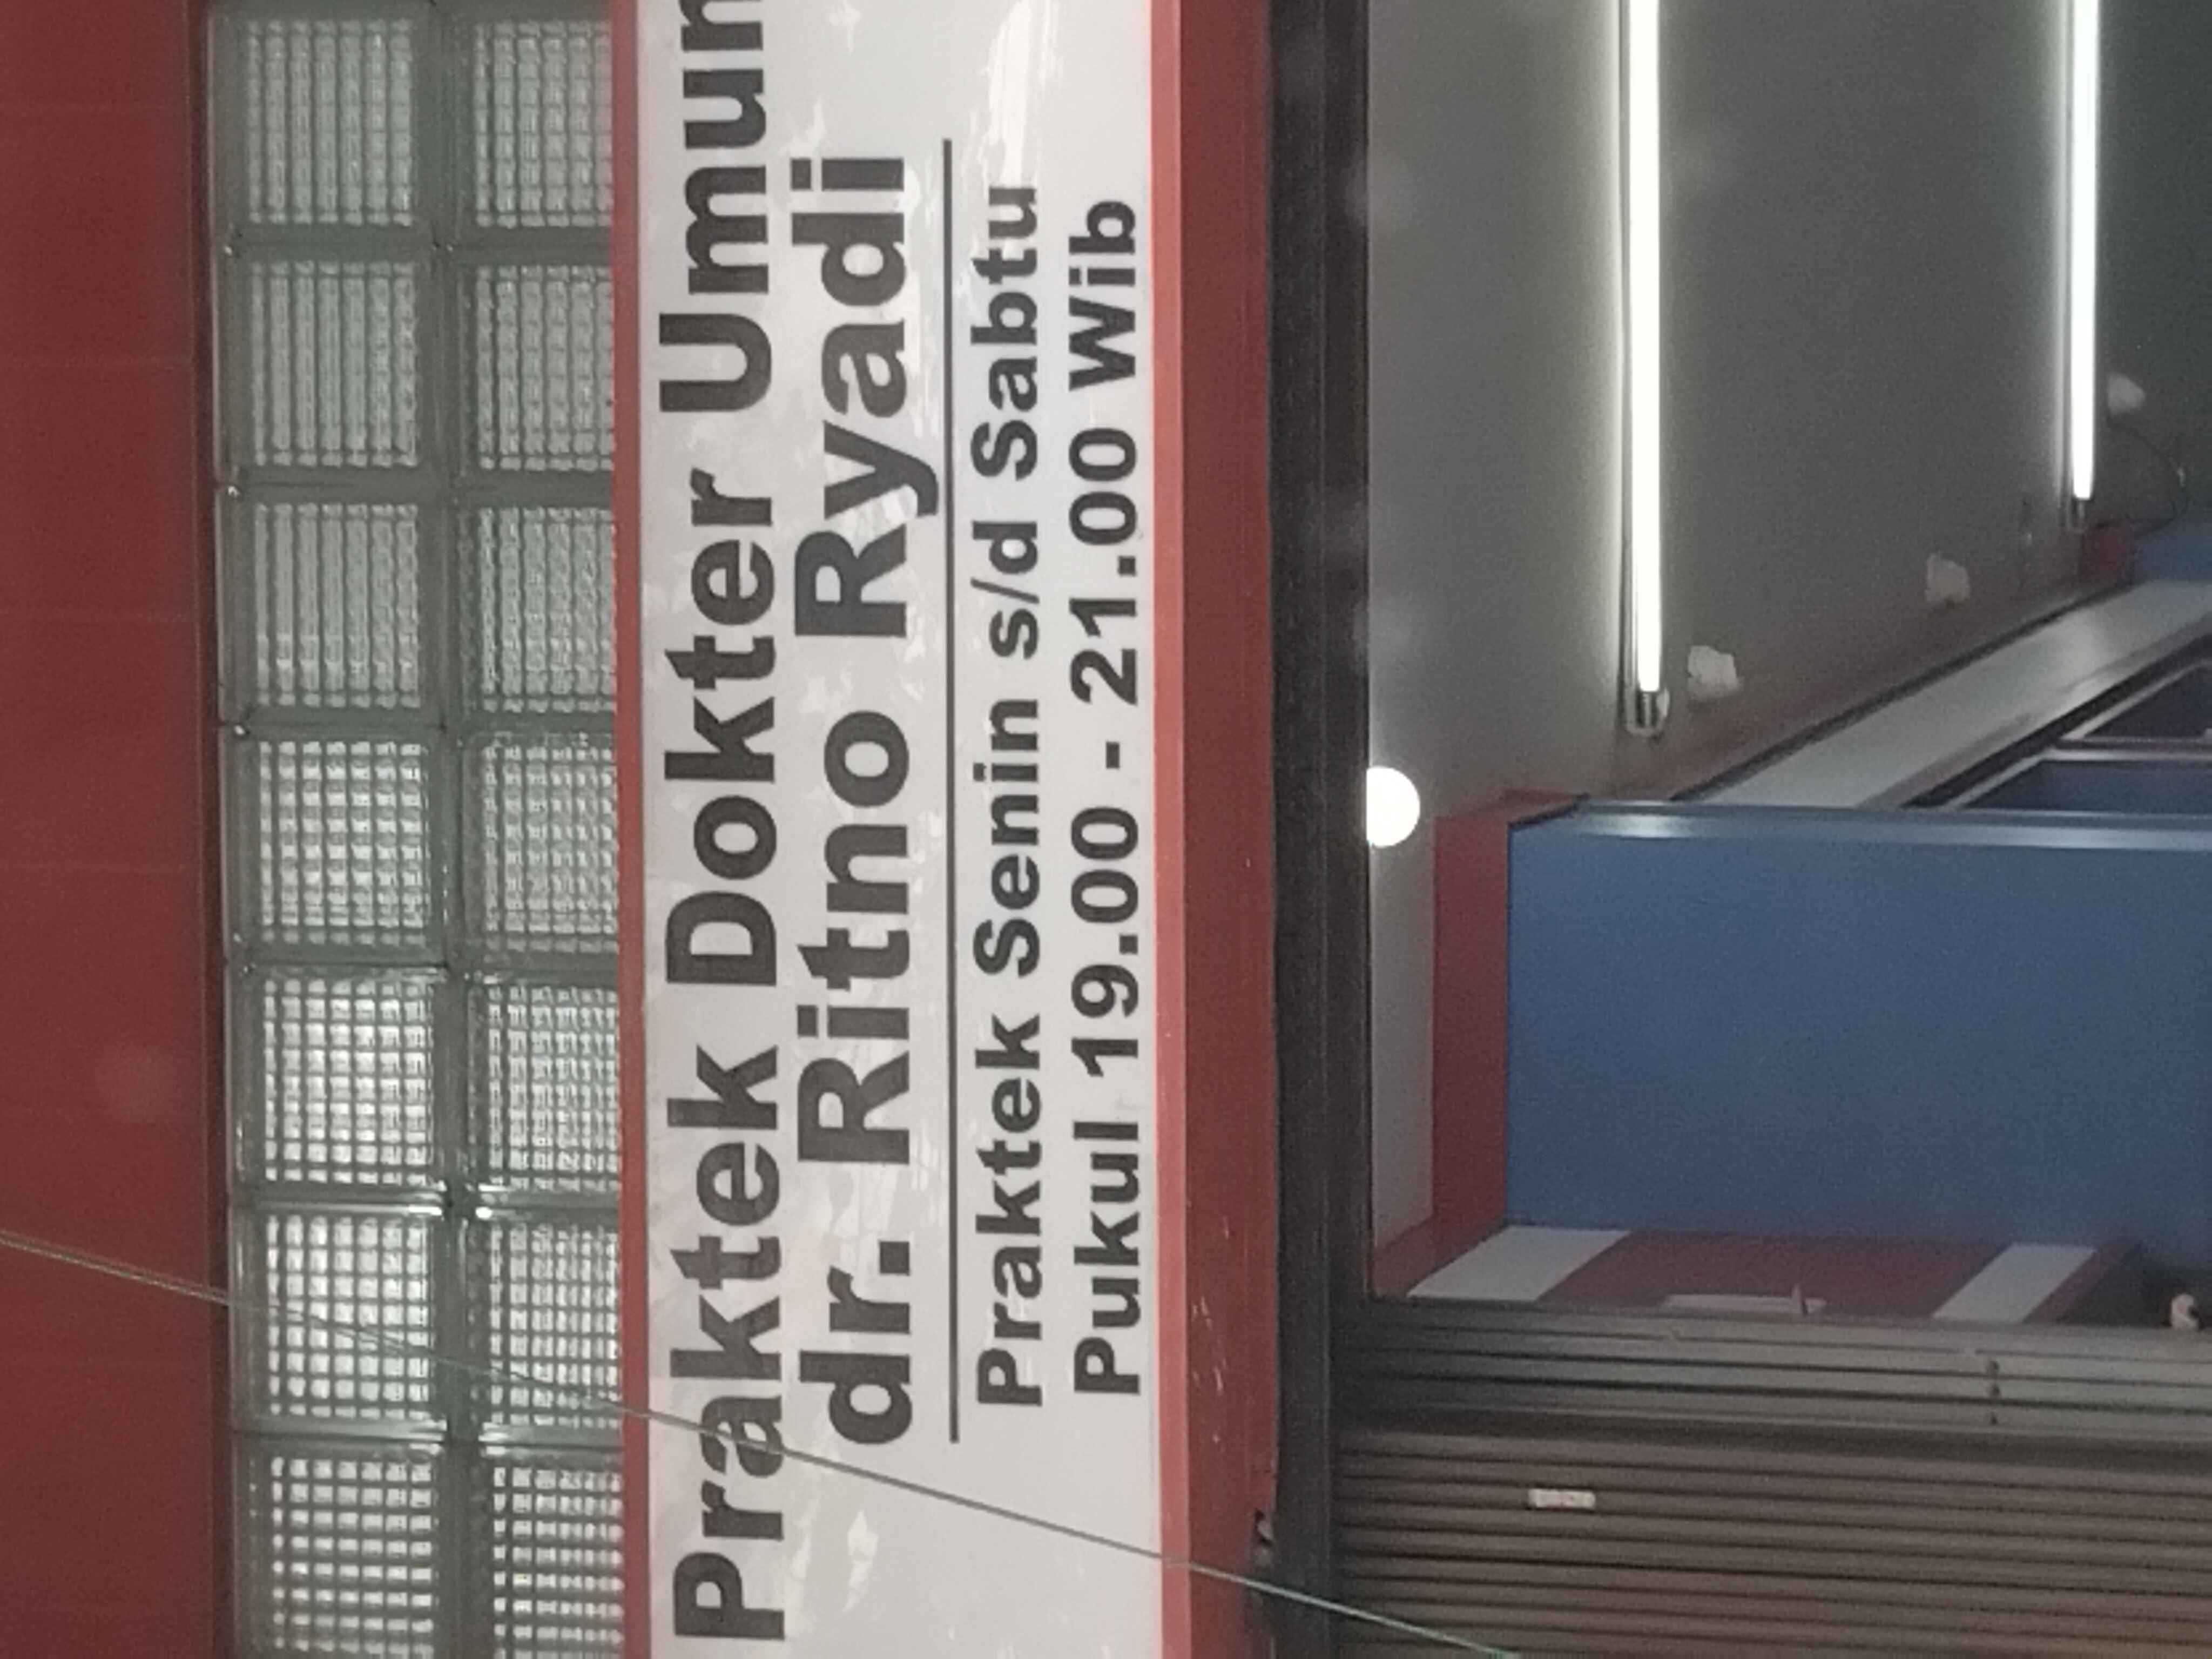 Praktek Dokter Umum
dr. Ritno Ryadi
Praktek Senin s/d Sabtu
Pukul 19.00 - 21.00 Wib